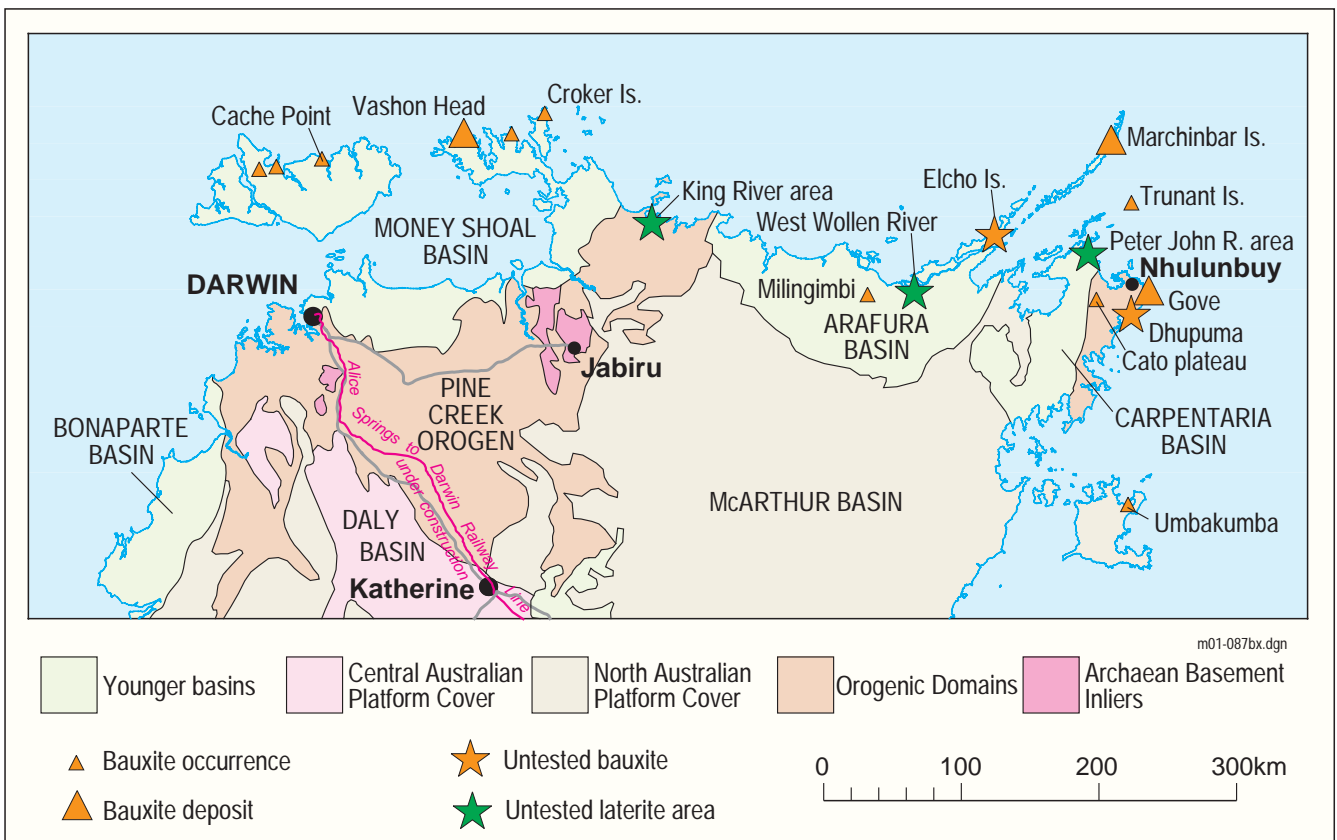 Cache Point
Vashon Head
Croker Is.
Marchinbar Is.
King River area
Elcho Is.
Trunant Is.
West Wollen River
MONEY SHOAL
BASIN
Peter John R. area
Nhulunbuy
DARWIN
Milingimbi
Gove
ARAFURA
BASIN
Dhupuma
Cato plateau
Jabiru
PINE
CREEK
OROGEN
Alice Springs to Darwin Railway Line
under construction
BONAPARTE
BASIN
CARPENTARIA
BASIN
McARTHUR BASIN
DALY
BASIN
Umbakumba
Katherine
m01-087bx.dgn
Younger basins
Central Australian
Platform Cover
North Australian
Platform Cover
Orogenic Domains
Archaean Basement
Inliers
Bauxite occurrence
Untested bauxite
0 100 200 300km
Bauxite deposit
Untested laterite area